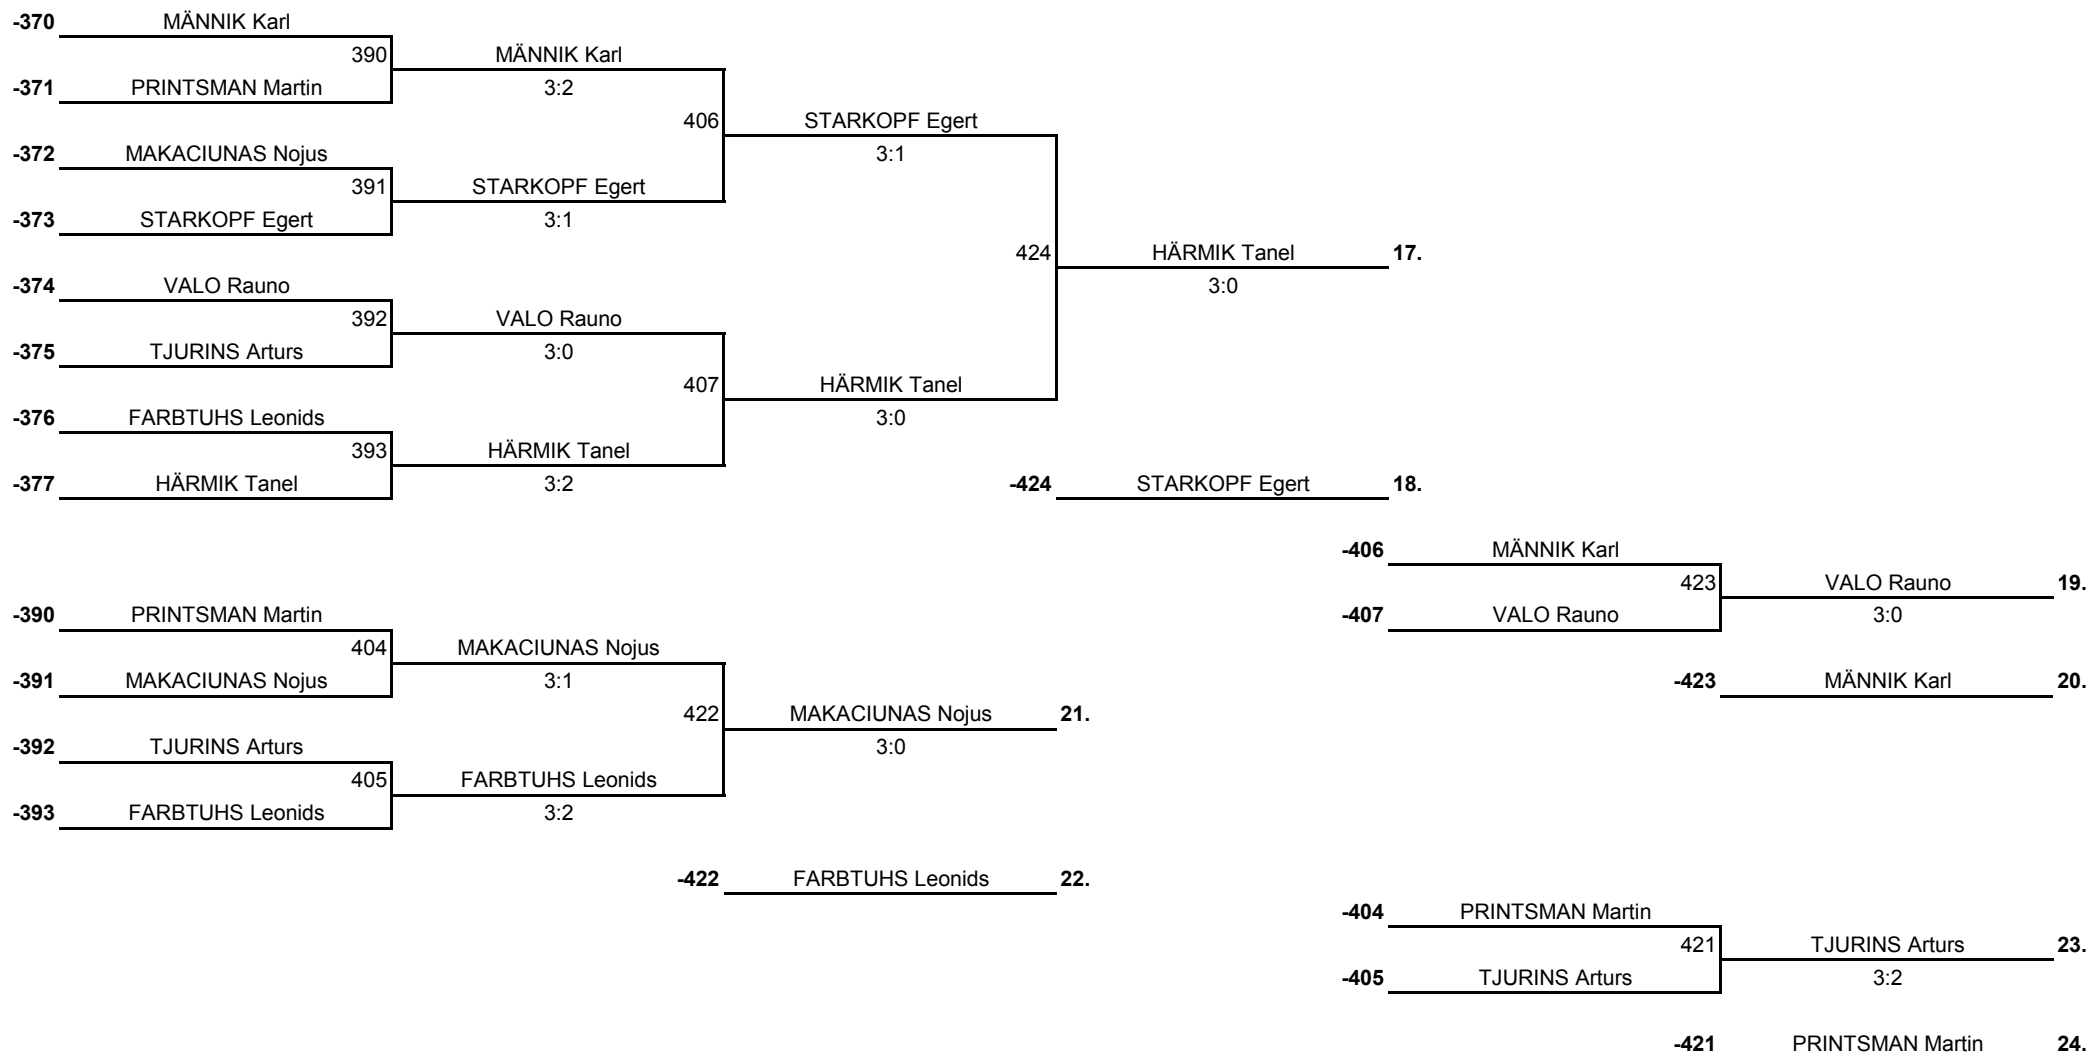 -370 MÄNNIK Karl
390 MÄNNIK Karl
-371 PRINTSMAN Martin 3:2
406 STARKOPF Egert
-372 MAKACIUNAS Nojus 3:1
391 STARKOPF Egert
-373 STARKOPF Egert 3:1
424 HÄRMIK Tanel 17.
-374 VALO Rauno 3:0
392 VALO Rauno
-375 TJURINS Arturs 3:0
407 HÄRMIK Tanel
-376 FARBTUHS Leonids 3:0
393 HÄRMIK Tanel
-377 HÄRMIK Tanel 3:2 -424 STARKOPF Egert 18.
-406 MÄNNIK Karl
423 VALO Rauno 19.
-390 PRINTSMAN Martin -407 VALO Rauno 3:0
404 MAKACIUNAS Nojus
-391 MAKACIUNAS Nojus 3:1 -423 MÄNNIK Karl 20.
422 MAKACIUNAS Nojus 21.
-392 TJURINS Arturs 3:0
405 FARBTUHS Leonids
-393 FARBTUHS Leonids 3:2
-422 FARBTUHS Leonids 22.
-404 PRINTSMAN Martin
421 TJURINS Arturs 23.
-405 TJURINS Arturs 3:2
-421 PRINTSMAN Martin 24.